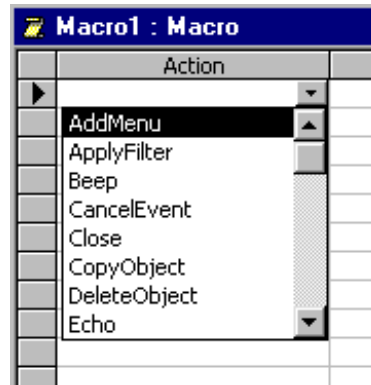 Macro1 : Macro
Action
AddMenu
ApplyFilter
Beep
CancelEvent
Close
CopyObject
DeleteObject
Echo